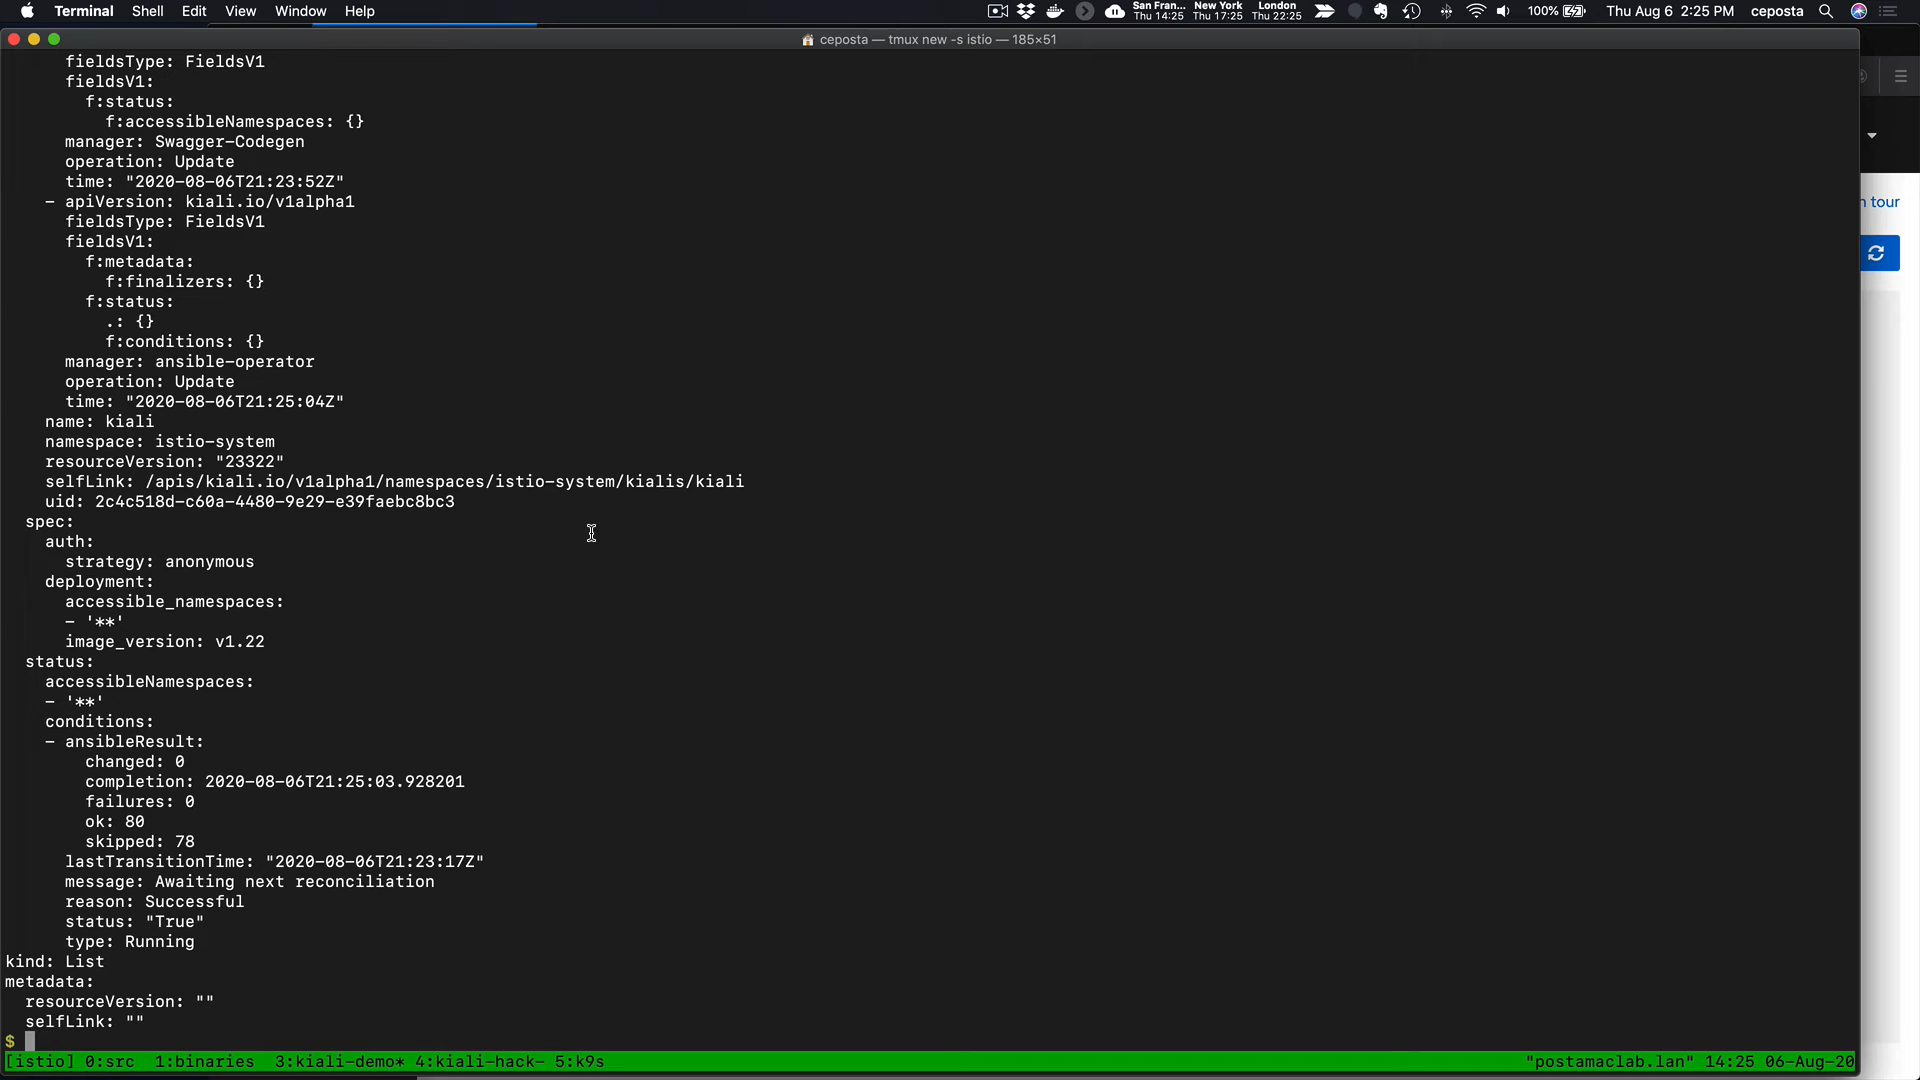 Terminal Shell Edit View Window Help San Fran... Thu 14:25 New York Thu 17:25 London Thu 22:25 100% Thu Aug 6 2:25 PM ceposta
ceposta — tmux new -s istio — 185×51
fieldsType: FieldsV1
fieldsV1:
f:status:
f:accessibleNamespaces: {}
manager: Swagger-Codegen
operation: Update
time: "2020-08-06T21:23:52Z"
- apiVersion: kiali.io/v1alpha1
fieldsType: FieldsV1
fieldsV1:
f:metadata:
f:finalizers: {}
f:status:
.: {}
f:conditions: {}
manager: ansible-operator
operation: Update
time: "2020-08-06T21:25:04Z"
name: kiali
namespace: istio-system
resourceVersion: "23322"
selfLink: /apis/kiali.io/v1alpha1/namespaces/istio-system/kialis/kiali
uid: 2c4c518d-c60a-4480-9e29-e39faebc8bc3
spec:
auth:
strategy: anonymous
deployment:
accessible_namespaces:
- '**'
image_version: v1.22
status:
accessibleNamespaces:
- '**'
conditions:
- ansibleResult:
changed: 0
completion: 2020-08-06T21:25:03.928201
failures: 0
ok: 80
skipped: 78
lastTransitionTime: "2020-08-06T21:23:17Z"
message: Awaiting next reconciliation
reason: Successful
status: "True"
type: Running
kind: List
metadata:
resourceVersion: ""
selfLink: ""
$
[istio] 0:src 1:binaries 3:kiali-demo* 4:kiali-hack- 5:k9s "postamaclab.lan" 14:25 06-Aug-20
tour